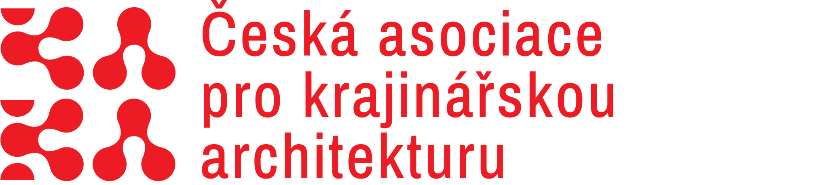 Česká asociace
pro krajinářskou
architekturu